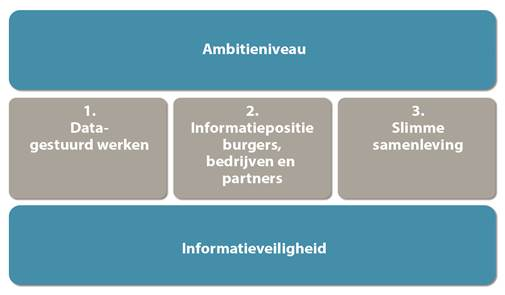 Ambitieniveau
1.
Data-
gestuurd werken
2.
Informatiepositie
burgers,
bedrijven en
partners
3.
Slimme
samenleving
Informatieveiligheid